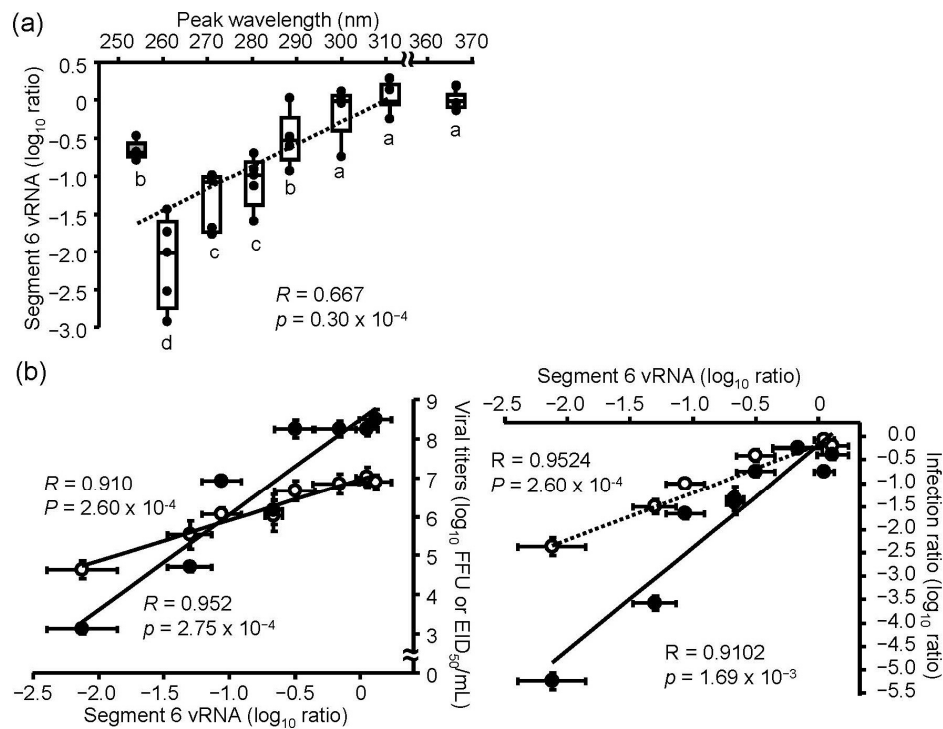 (a)
Peak wavelength (nm)
250 260 270 280 290 300 310 360 370
Segment 6 vRNA (log10 ratio)
0.5
0
−0.5
−1.0
−1.5
−2.0
−2.5
−3.0
b
d
c
c
b
a
a
a
R = 0.667
p = 0.30 x 10−4
(b)
9
8
7
6
5
4
3
0
Viral titers (log10 FFU or EID50/mL)
R = 0.910
P = 2.60 x 10−4
R = 0.952
p = 2.75 x 10−4
−2.5 −2.0 −1.5 −1.0 −0.5 0
Segment 6 vRNA (log10 ratio)
Segment 6 vRNA (log10 ratio)
−2.5 −2.0 −1.5 −1.0 −0.5 0
R = 0.9524
P = 2.60 x 10−4
R = 0.9102
p = 1.69 x 10−3
0.0
−0.5
−1.0
−1.5
−2.0
−2.5
−3.0
−3.5
−4.0
−4.5
−5.0
−5.5
Infection ratio (log10 ratio)